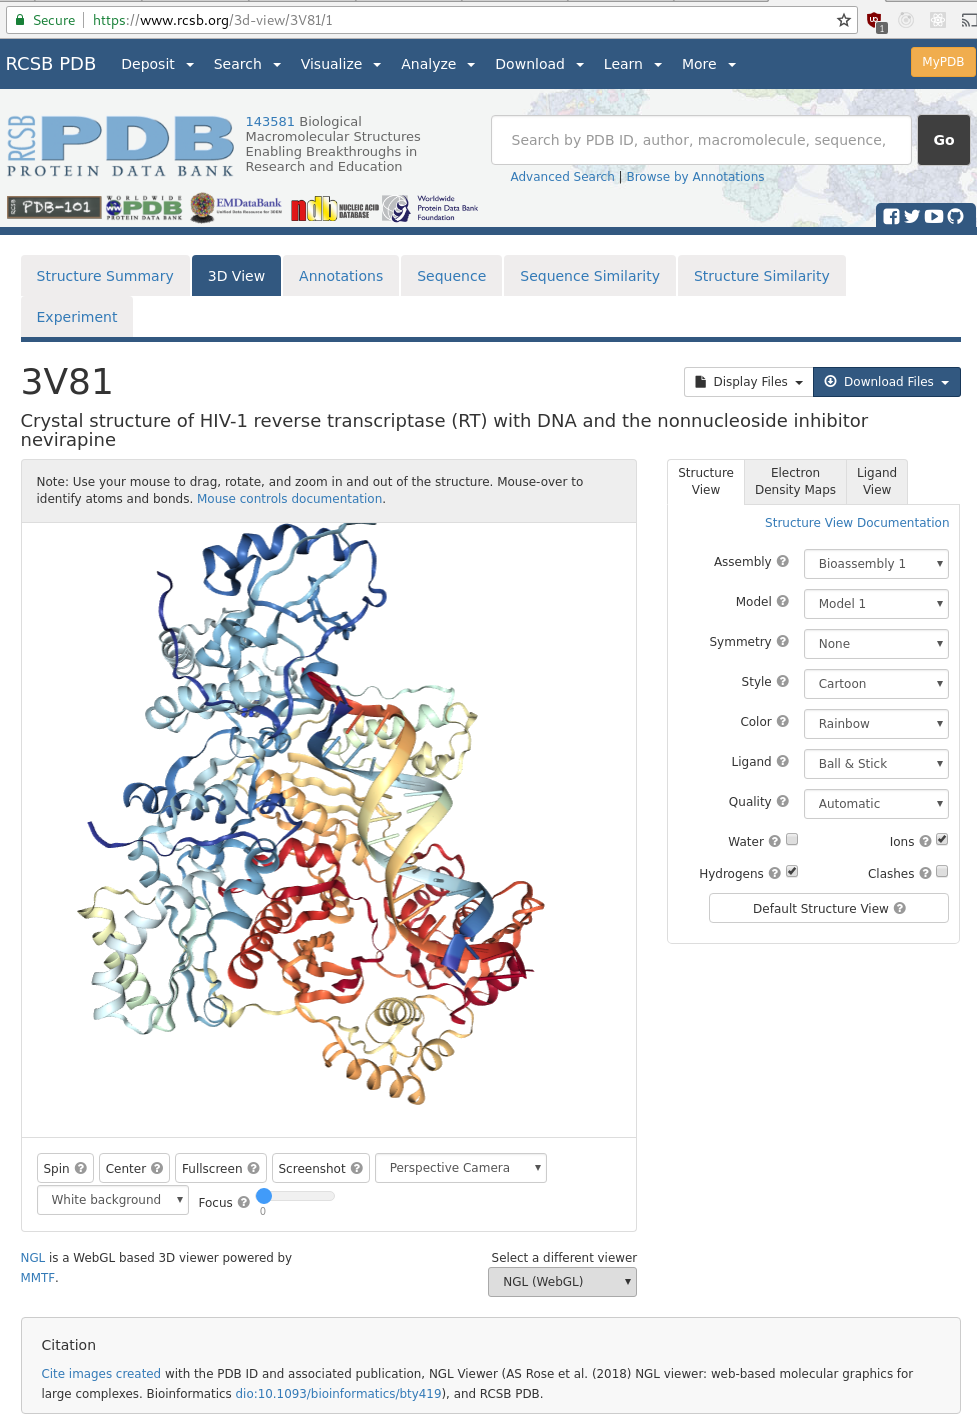 Secure https://www.rcsb.org/3d-view/3V81/1
1
RCSB PDB Deposit Search Visualize Analyze Download Learn More MyPDB
RCSB PDB
PROTEIN DATA BANK
143581 Biological
Macromolecular Structures
Enabling Breakthroughs in
Research and Education
Search by PDB ID, author, macromolecule, sequence, Go
Advanced Search | Browse by Annotations
PDB-101
WORLDWIDE
PDB
PROTEIN DATA BANK
EMDataBank
Unified Data Resource for 3DEM
ndb NUCLEIC ACID
DATABASE
Worldwide
Protein Data Bank
Foundation
Structure Summary 3D View Annotations Sequence Sequence Similarity Structure Similarity
Experiment
3V81
Display Files Download Files
Crystal structure of HIV-1 reverse transcriptase (RT) with DNA and the nonnucleoside inhibitor
nevirapine
Note: Use your mouse to drag, rotate, and zoom in and out of the structure. Mouse-over to
identify atoms and bonds. Mouse controls documentation.
Structure
View
Electron
Density Maps
Ligand
View
Structure View Documentation
Assembly ? Bioassembly 1
Model ? Model 1
Symmetry ? None
Style ? Cartoon
Color ? Rainbow
Ligand ? Ball & Stick
Quality ? Automatic
Water ? Ions ?
Hydrogens ? Clashes ?
Default Structure View ?
Spin ? Center ? Fullscreen ? Screenshot ? Perspective Camera
White background Focus ?
0
NGL is a WebGL based 3D viewer powered by
MMTF.
Select a different viewer
NGL (WebGL)
Citation
Cite images created with the PDB ID and associated publication, NGL Viewer (AS Rose et al. (2018) NGL viewer: web-based molecular graphics for
large complexes. Bioinformatics dio:10.1093/bioinformatics/bty419), and RCSB PDB.